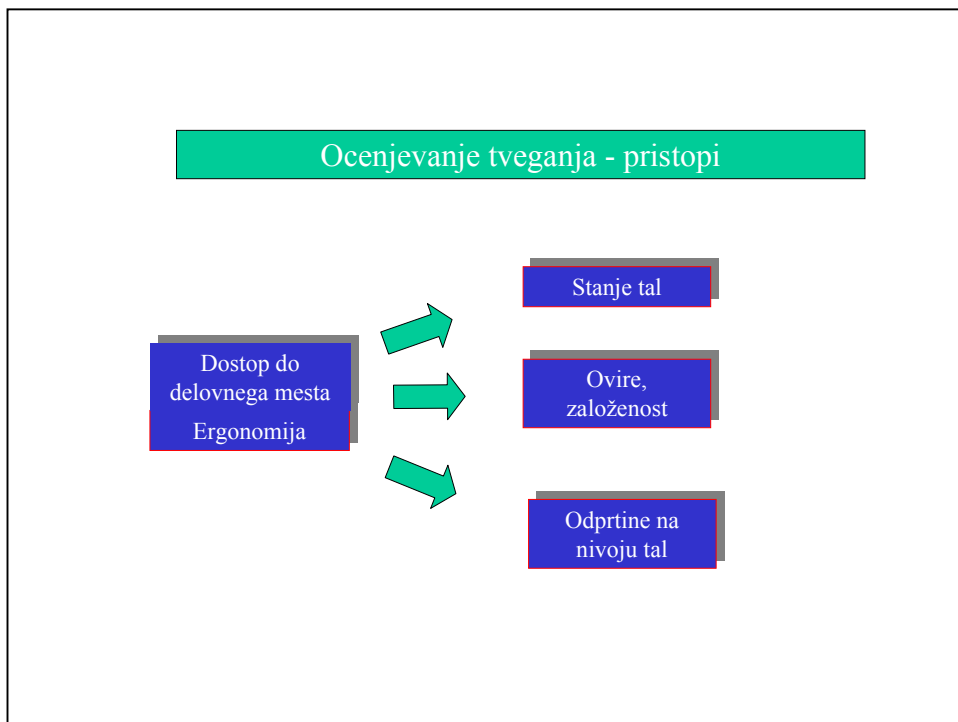 Ocenjevanje tveganja - pristopi
Stanje tal
Dostop do
delovnega mesta
Ergonomija
Ovire,
založenost
Odprtine na
nivoju tal